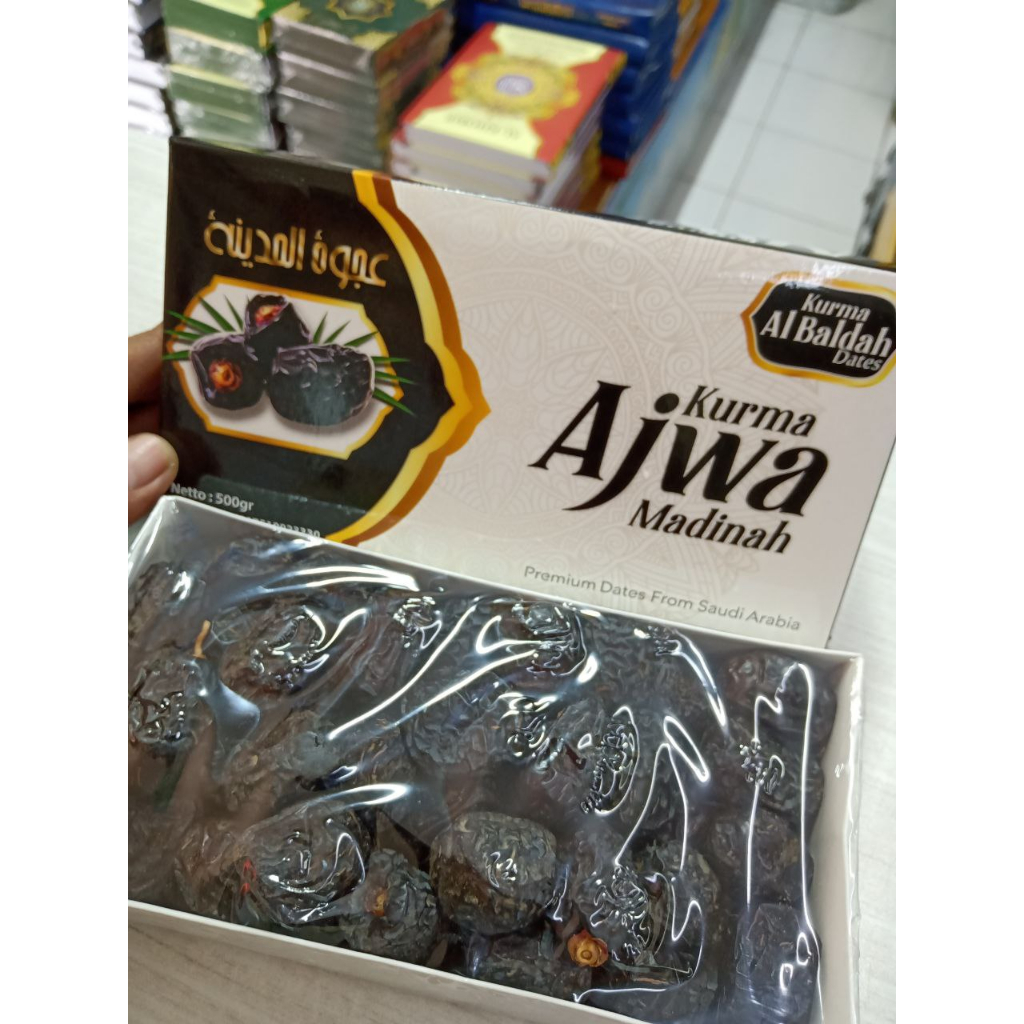 عجوة المدينة
Netto : 500gr
Kurma
Al Baldah
Dates
Kurma
Ajwa
Madinah
Premium Dates From Saudi Arabia